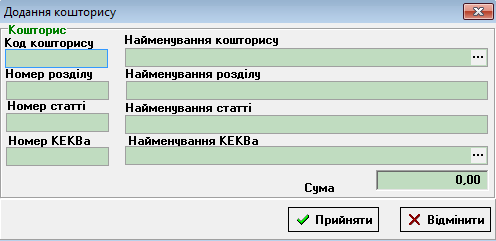 Додання кошторису
Кошторис
Код кошторису Найменування кошторису
...
Номер розділу Найменування розділу
Номер статті Найменування статті
Номер КЕКВа Найменування КЕКВа
...
Сума 0,00
Прийняти Відмінити